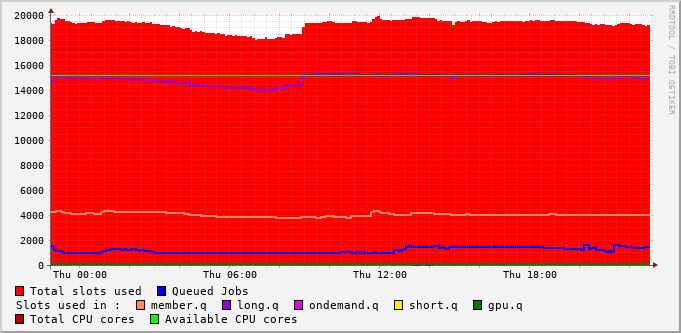 RRDTOOL / TOBI OETIKER
20000
18000
16000
14000
12000
10000
8000
6000
4000
2000
0
Thu 00:00 Thu 06:00 Thu 12:00 Thu 18:00
Total slots used Queued Jobs
Slots used in : member.q long.q ondemand.q short.q gpu.q
Total CPU cores Available CPU cores